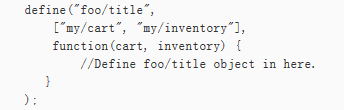 define("foo/title",
["my/cart", "my/inventory"],
function(cart, inventory) {
//Define foo/title object in here.
}
);